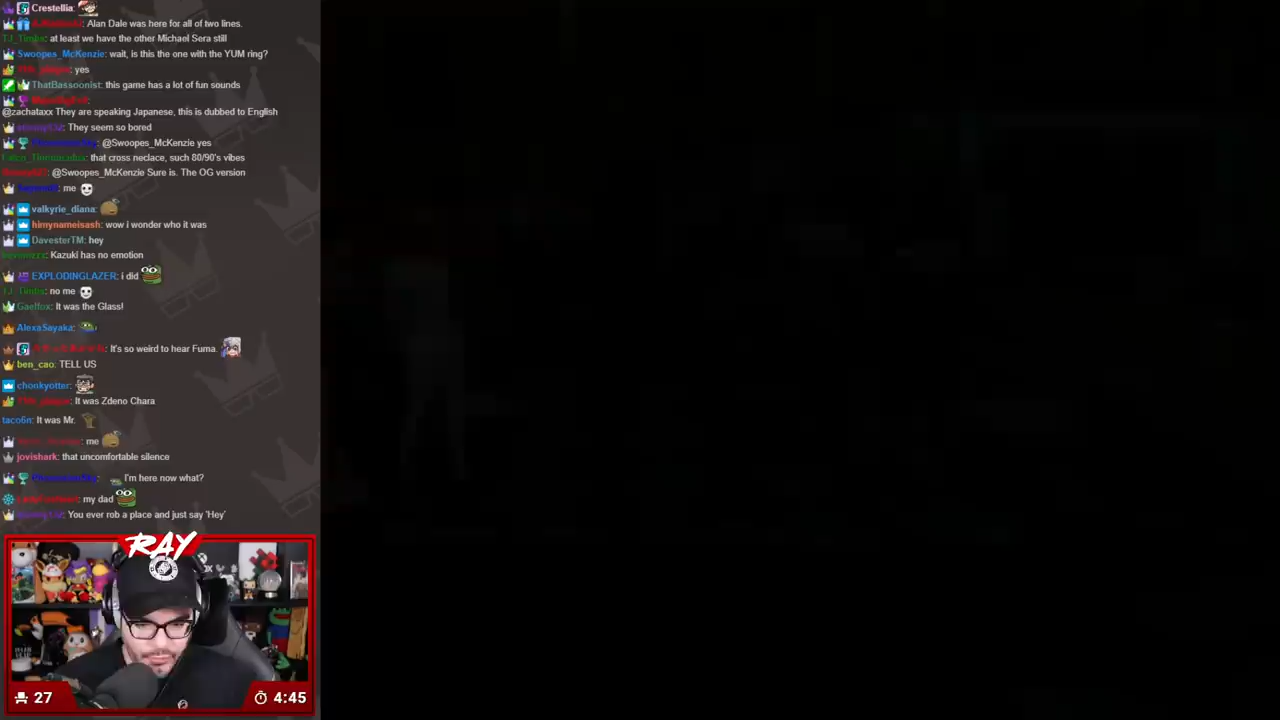 Crestellia:
Alan Dale was here for all of two lines.
TJ_Timbs: at least we have the other Michael Sera still
Swoopes_McKenzie: wait, is this the one with the YUM ring?
yes
ThatBassoonist: this game has a lot of fun sounds
@zachataxx They are speaking Japanese, this is dubbed to English
They seem so bored
@Swoopes_McKenzie yes
that cross neclace, such 80/90's vibes
@Swoopes_McKenzie Sure is. The OG version
me
valkyrie_diana:
himynameisash: wow i wonder who it was
DavesterTM: hey
Kazuki has no emotion
EXPLODINGLAZER: i did
TJ_Timbs: no me
Gaelfox: It was the Glass!
AlexaSayaka:
It's so weird to hear Fuma.
ben_cao: TELL US
chookyotter:
It was Zdeno Chara
taco6n: It was Mr.
me
jovishark: that uncomfortable silence
I'm here now what?
my dad
You ever rob a place and just say 'Hey'
RAY
27
4:45